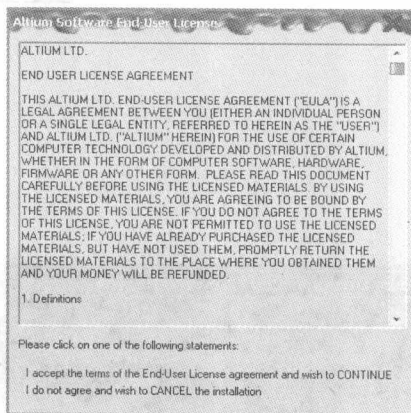 Altium Software End-User License
ALTIUM LTD.
END USER LICENSE AGREEMENT
THIS ALTIUM LTD. END-USER LICENSE AGREEMENT ("EULA") IS A
LEGAL AGREEMENT BETWEEN YOU (EITHER AN INDIVIDUAL PERSON
OR A SINGLE LEGAL ENTITY, REFERRED TO HEREIN AS THE "USER")
AND ALTIUM LTD. ("ALTIUM" HEREIN) FOR THE USE OF CERTAIN
COMPUTER TECHNOLOGY DEVELOPED AND DISTRIBUTED BY ALTIUM,
WHETHER IN THE FORM OF COMPUTER SOFTWARE, HARDWARE,
FIRMWARE OR ANY OTHER FORM. PLEASE READ THIS DOCUMENT
CAREFULLY BEFORE USING THE LICENSED MATERIALS. BY USING
THE LICENSED MATERIALS, YOU ARE AGREEING TO BE BOUND BY
THE TERMS OF THIS LICENSE. IF YOU DO NOT AGREE TO THE TERMS
OF THIS LICENSE, YOU ARE NOT PERMITTED TO USE THE LICENSED
MATERIALS; IF YOU HAVE ALREADY PURCHASED THE LICENSED
MATERIALS, BUT HAVE NOT USED THEM, PROMPTLY RETURN THE
LICENSED MATERIALS TO THE PLACE WHERE YOU OBTAINED THEM
AND YOUR MONEY WILL BE REFUNDED.
1. Definitions
Please click on one of the following statements:
I accept the terms of the End-User License agreement and wish to CONTINUE
I do not agree and wish to CANCEL the installation